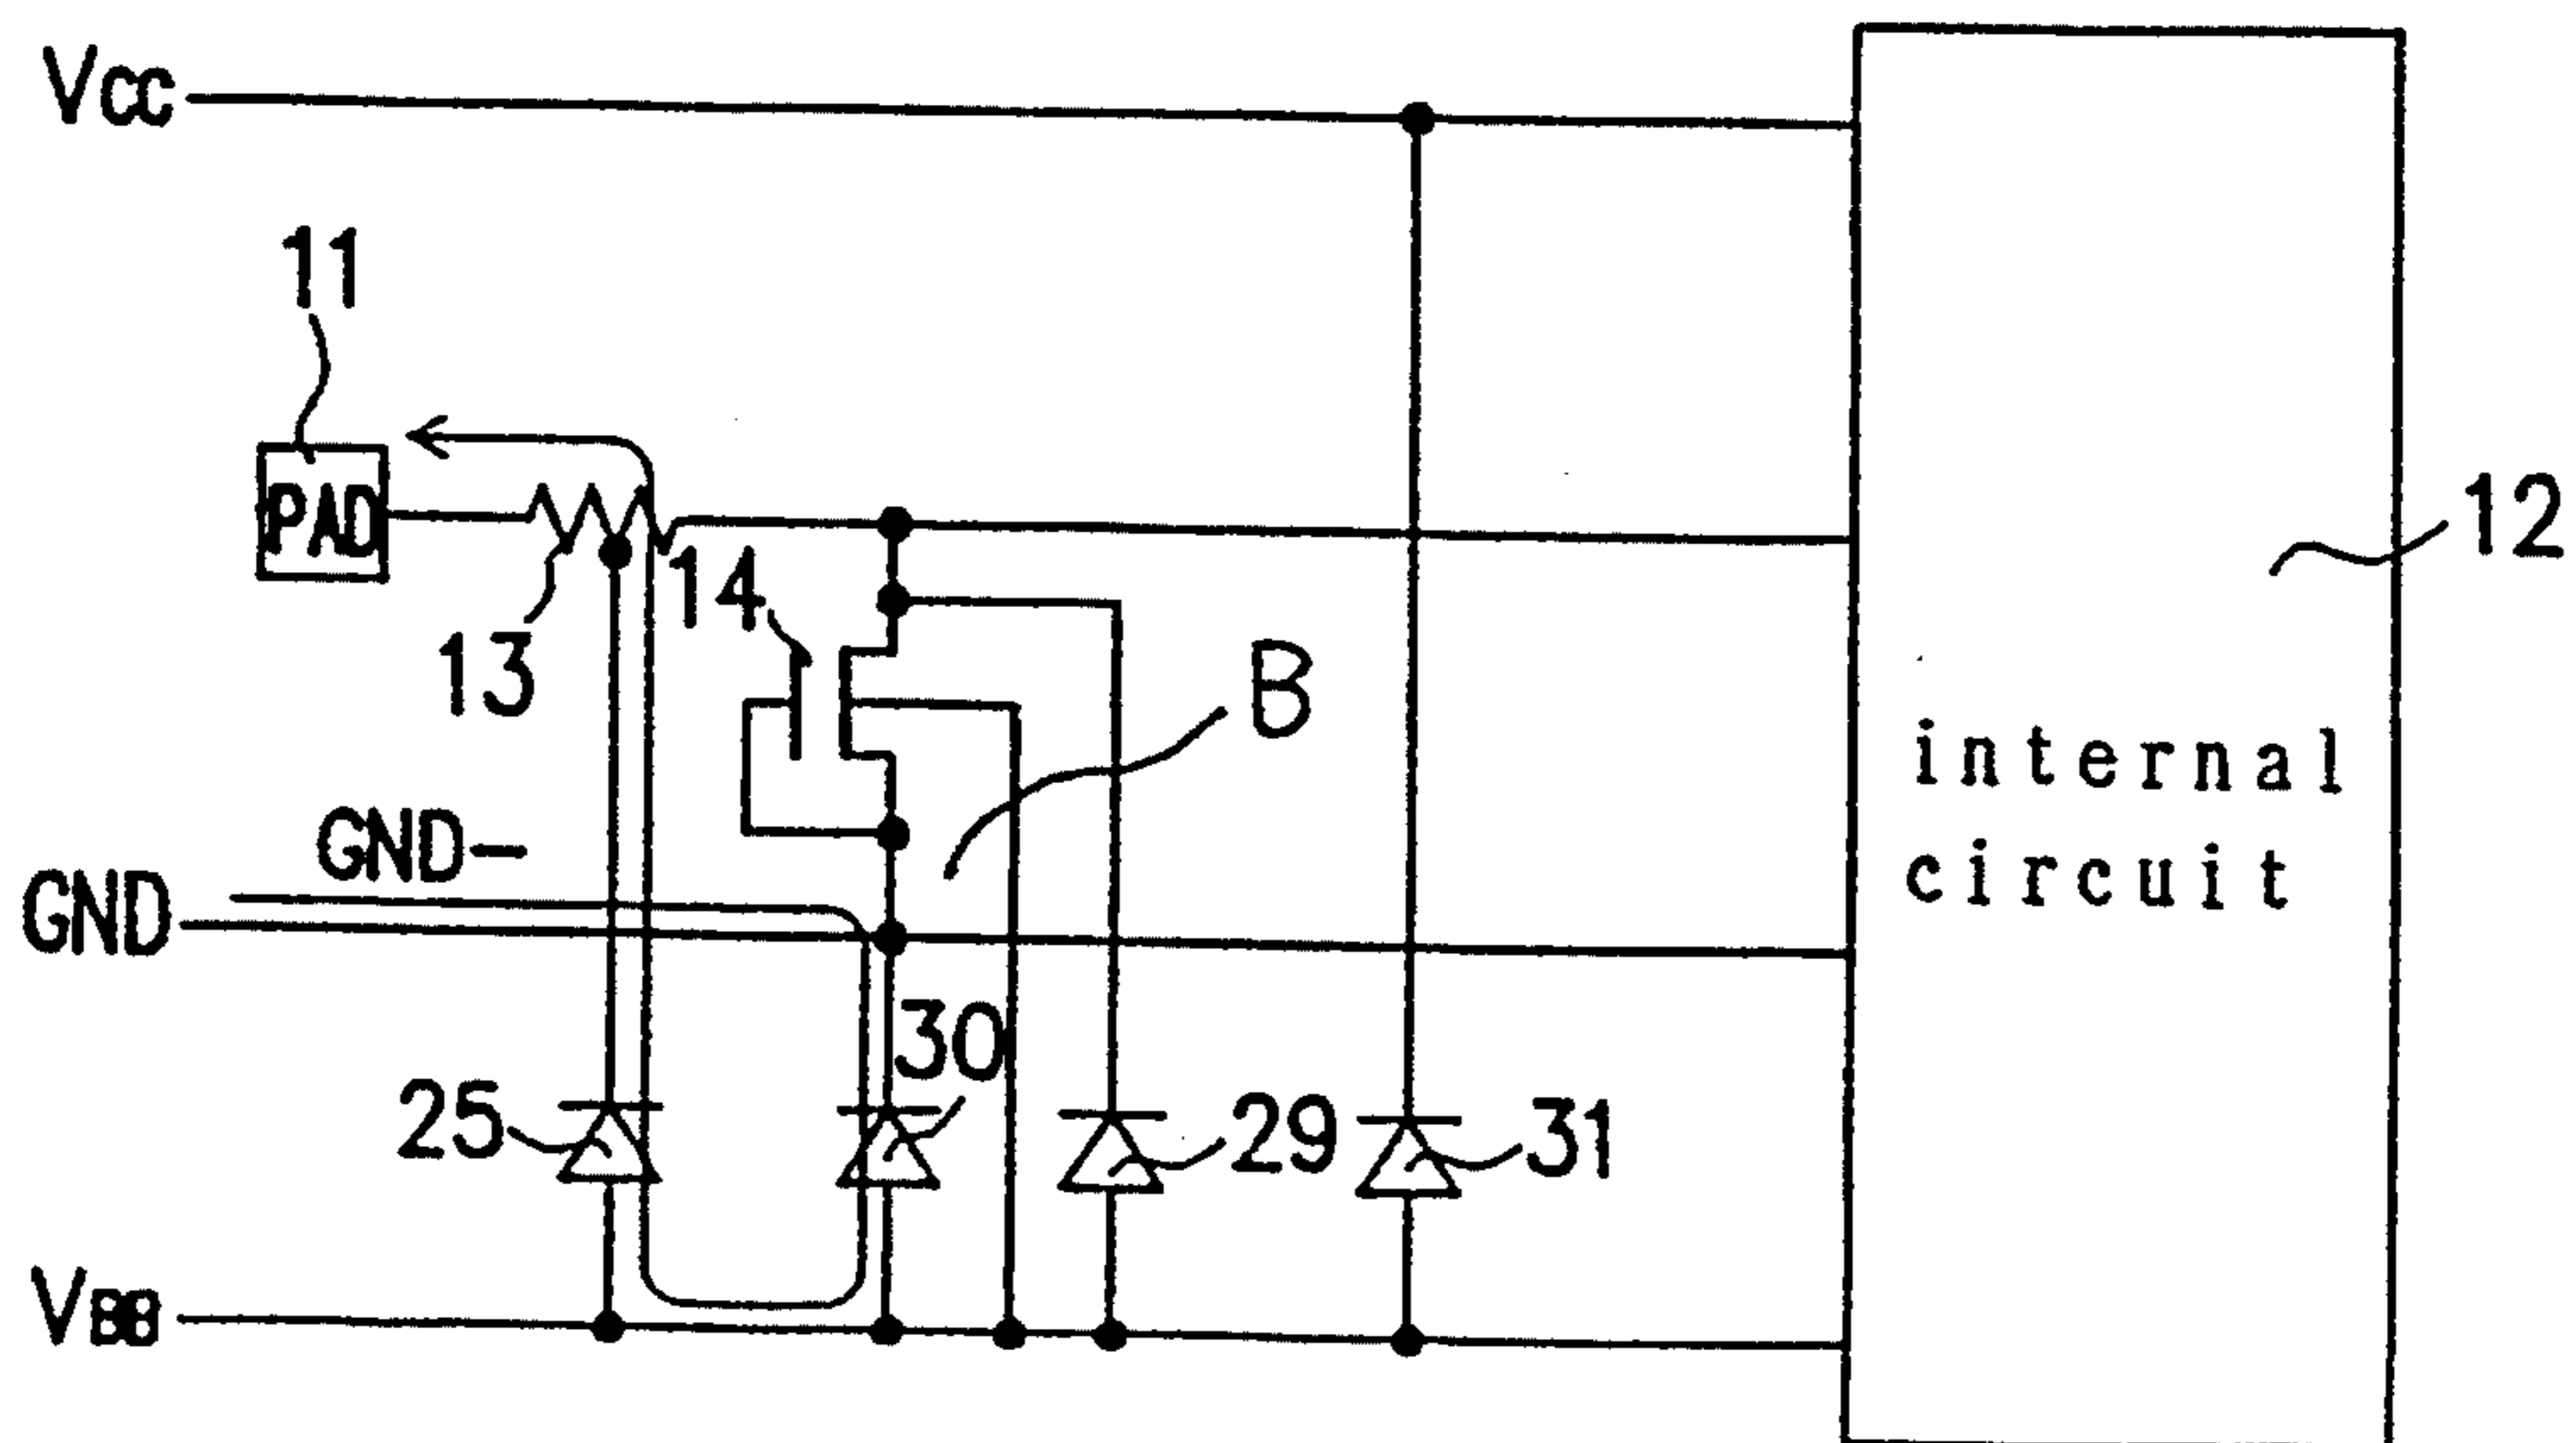 VCC
11
PAD
13
14
12
B
internal
circuit
GND-
GND
30
25
29
31
VBB